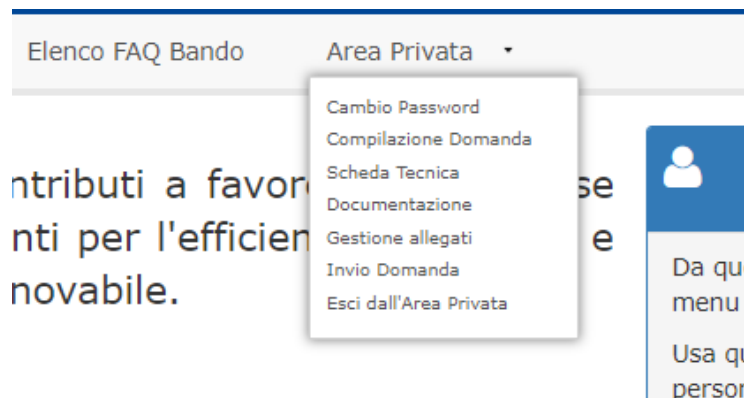 Elenco FAQ Bando
Area Privata
Cambio Password
Compilazione Domanda
Scheda Tecnica
Documentazione
Gestione allegati
Invio Domanda
Esci dall'Area Privata
ntributi a favor se
nti per l'efficien e
novabile.
Da qu
menu
Usa qu
person